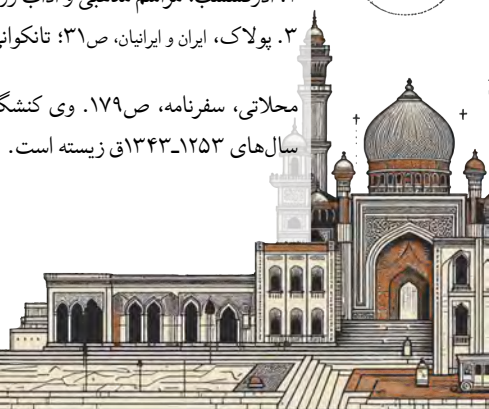 ۳. پولاک، ایران و ایرانیان، ص۳۱؛ تانکوانی
محلاتی، سفرنامه، ص۱۷۹. وی کنشگ
سال‌های ۱۲۵۳ـ۱۳۴۳ق زیسته است.